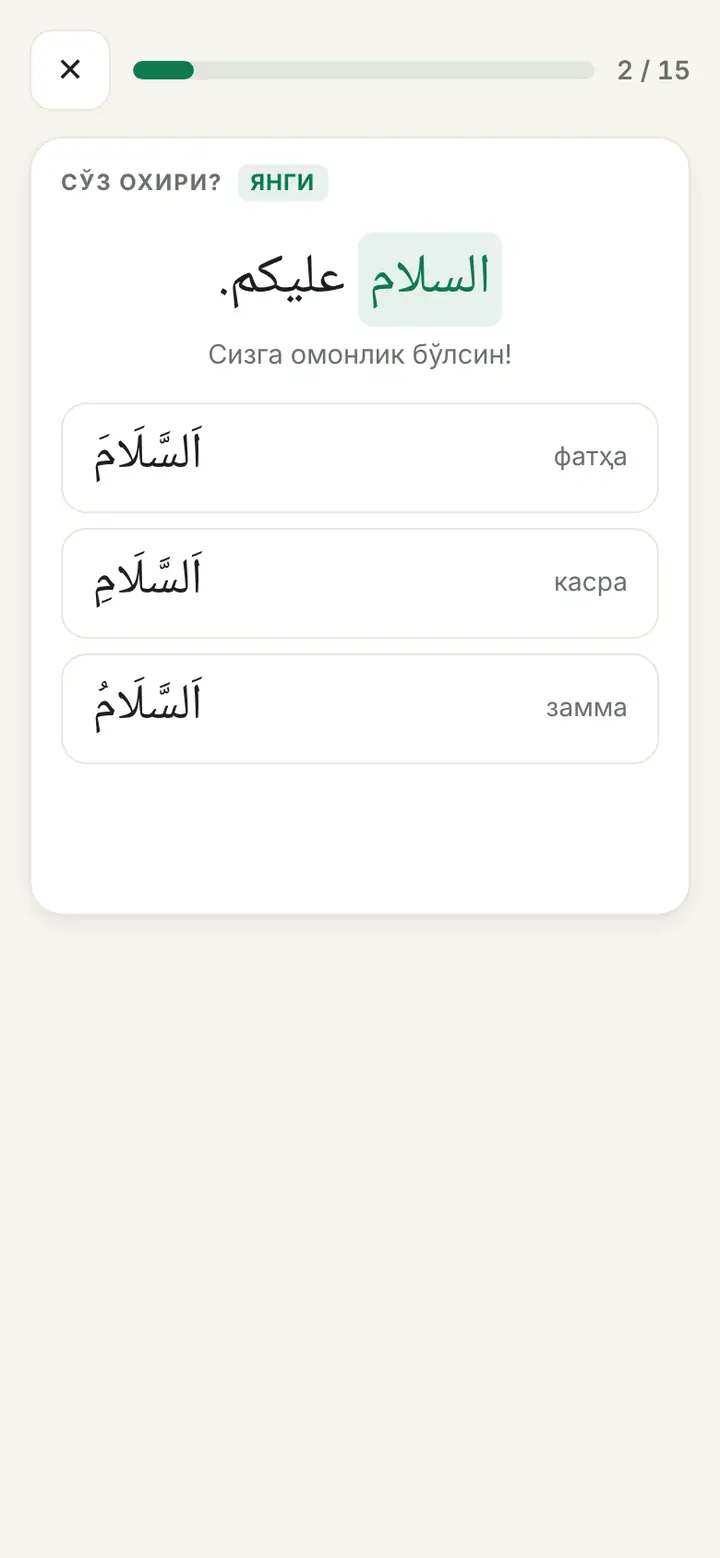 ✕ 2 / 15
СЎЗ ОХИРИ? ЯНГИ
السلام عليكم.
Сизга омонлик бўлсин!
اَلسَّلَامَ фатҳа
اَلسَّلَامِ касра
اَلسَّلَامُ замма